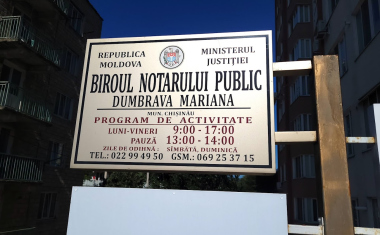 REPUBLICA MOLDOVA
MINISTERUL JUSTIȚIEI
BIROUL NOTARULUI PUBLIC
DUMBRAVA MARIANA
MUN. CHIȘINĂU
PROGRAM DE ACTIVITATE
LUNI-VINERI 9:00-17:00
PAUZĂ 13:00-14:00
ZILE DE ODIHNĂ: SÎMBĂTĂ, DUMINICĂ
TEL.: 022 99 49 50 GSM.: 069 25 37 15